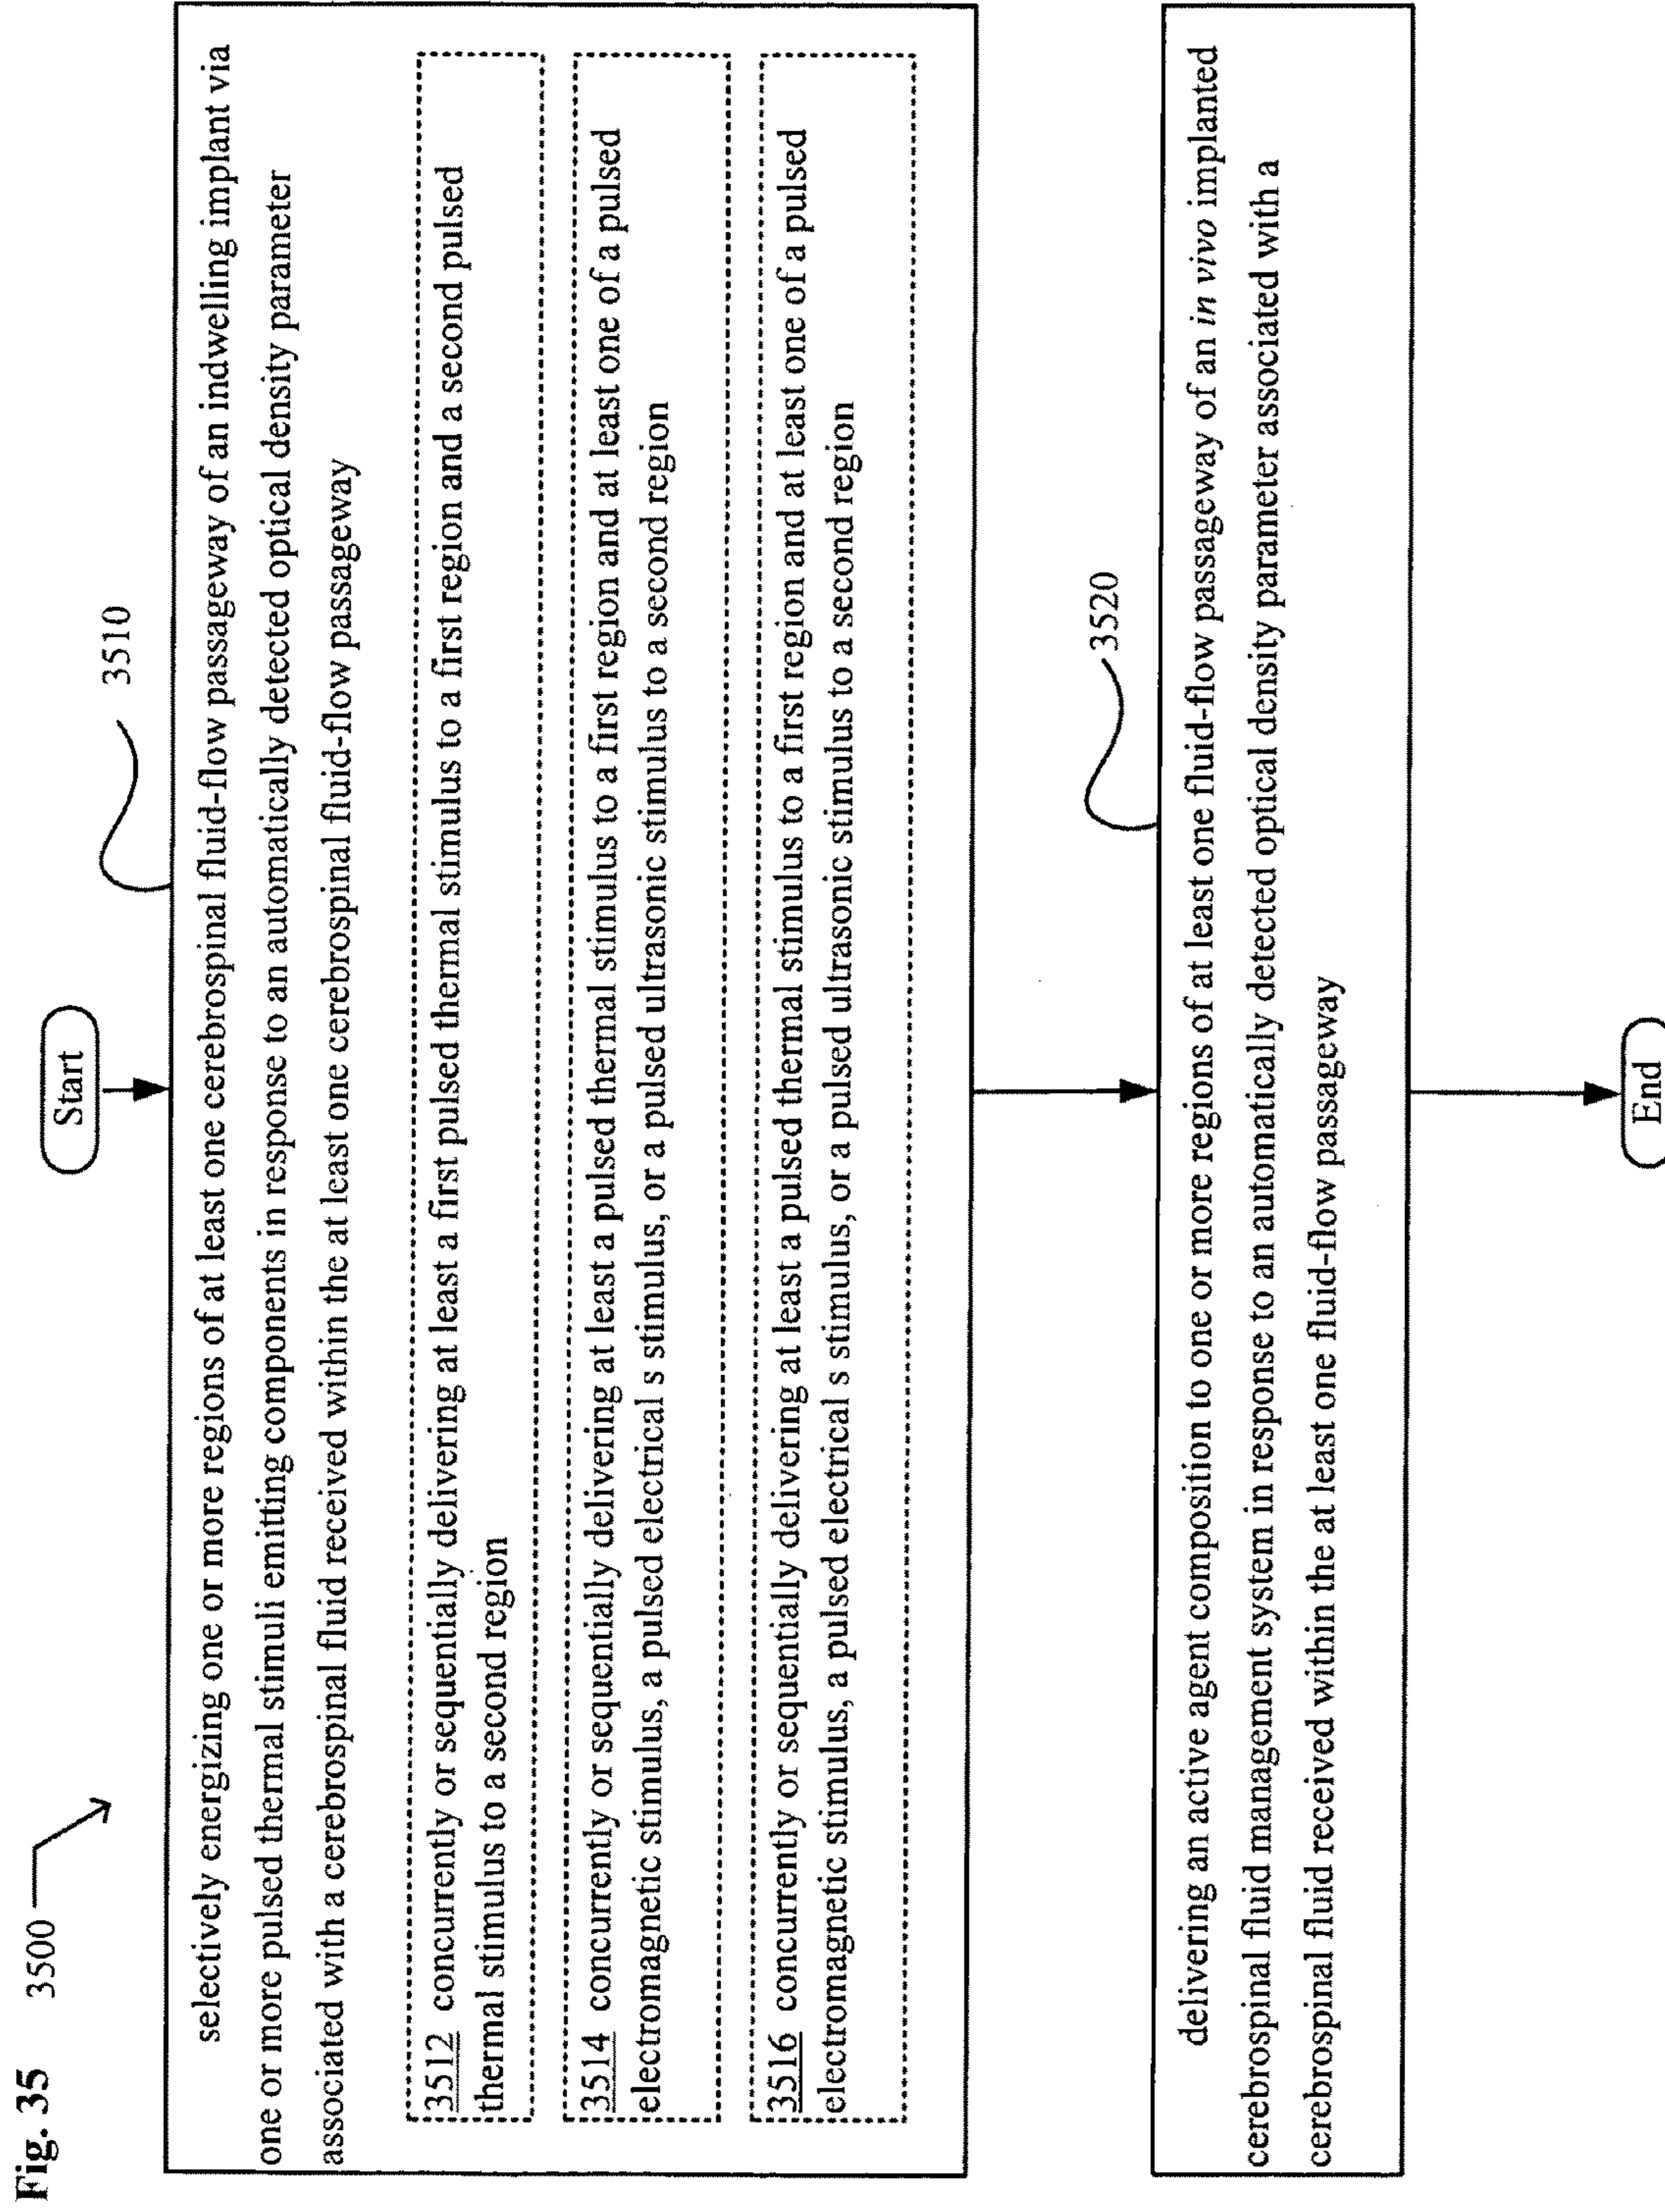 Fig. 35
3500
Start
3510
selectively energizing one or more regions of at least one cerebrospinal fluid-flow passageway of an indwelling implant via
one or more pulsed thermal stimuli emitting components in response to an automatically detected optical density parameter
associated with a cerebrospinal fluid received within the at least one cerebrospinal fluid-flow passageway
3512 concurrently or sequentially delivering at least a first pulsed thermal stimulus to a first region and a second pulsed
thermal stimulus to a second region
3514 concurrently or sequentially delivering at least a pulsed thermal stimulus to a first region and at least one of a pulsed
electromagnetic stimulus, a pulsed electrical s stimulus, or a pulsed ultrasonic stimulus to a second region
3516 concurrently or sequentially delivering at least a pulsed thermal stimulus to a first region and at least one of a pulsed
electromagnetic stimulus, a pulsed electrical s stimulus, or a pulsed ultrasonic stimulus to a second region
3520
delivering an active agent composition to one or more regions of at least one fluid-flow passageway of an in vivo implanted
cerebrospinal fluid management system in response to an automatically detected optical density parameter associated with a
cerebrospinal fluid received within the at least one fluid-flow passageway
End